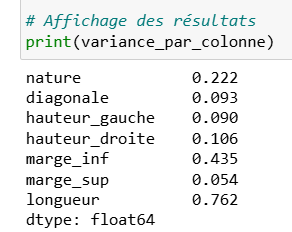 # Affichage des résultats
print(variance_par_colonne)
nature 0.222
diagonale 0.093
hauteur_gauche 0.090
hauteur_droite 0.106
marge_inf 0.435
marge_sup 0.054
longueur 0.762
dtype: float64